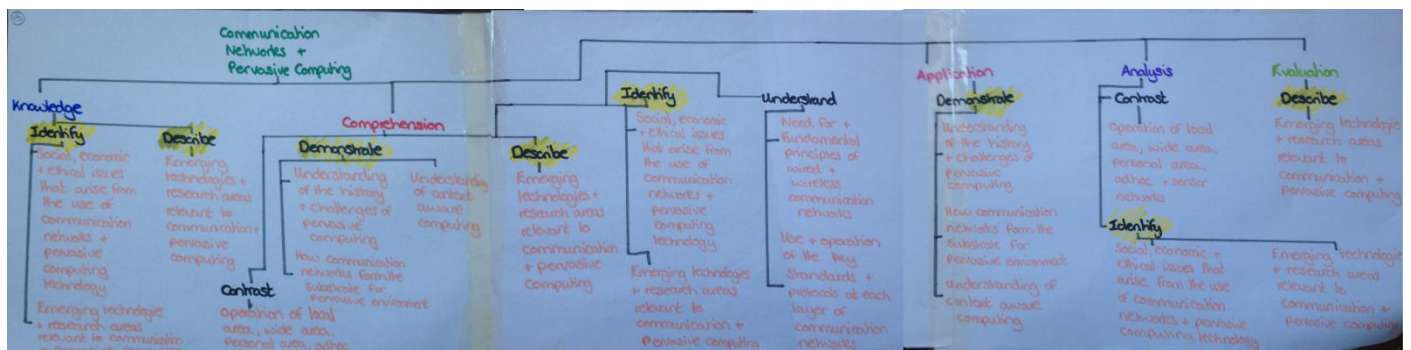 Communication
Networks +
Pervasive Computing
Knowledge
Identify
Social, economic
+ ethical issues
that arise from
the use of
communication
networks +
pervasive
computing
technology
Emerging technologies
+ research areas
relevant to communication
Describe
Emerging
technologies +
research areas
relevant to
communication +
pervasive
computing
Comprehension
Demonstrate
Understanding
of the history
+ challenges of
pervasive
computing
How communication
networks form the
substrate for
pervasive environment
Understanding
of context
aware
computing
Contrast
Operation of local
area, wide area,
personal area, adhoc
Describe
Emerging
technologies +
research areas
relevant to
communication
+ pervasive
computing
Identify
Social, economic
+ ethical issues
that arise from
the use of
communication
networks +
pervasive
computing
technology
Emerging technologies
+ research areas
relevant to
communication +
pervasive computing
Understand
Need for +
fundamental
principles of
wired +
wireless
communication
networks
Use + operation
of the key
standards +
protocols at each
layer of
communication
networks
Application
Demonstrate
Understanding
of the history
+ challenges of
pervasive
computing
How communication
networks form the
substrate for
pervasive environment
Understanding of
context aware
computing
Analysis
Contrast
Operation of local
area, wide area,
personal area,
adhoc + sensor
networks
Identify
Social, economic +
ethical issues that
arise from the use
of communication
networks + pervasive
computing technology
Emerging technologies
+ research areas
relevant to
communication +
pervasive computing
Evaluation
Describe
Emerging technologies
+ research areas
relevant to
communication +
pervasive computing